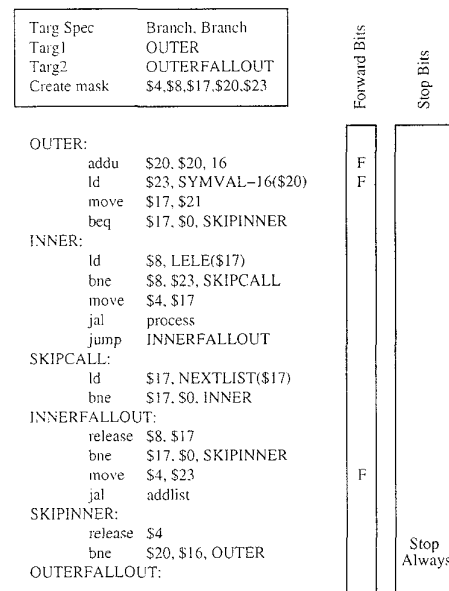 Targ Spec Branch, Branch
Targ1 OUTER
Targ2 OUTERFALLOUT
Create mask $4,$8,$17,$20,$23
Forward Bits
Stop Bits
OUTER:
addu $20, $20, 16 F
ld $23, SYMVAL-16($20) F
move $17, $21
beq $17, $0, SKIPINNER
INNER:
ld $8, LELE($17)
bne $8, $23, SKIPCALL
move $4, $17
jal process
jump INNERFALLOUT
SKIPCALL:
ld $17, NEXTLIST($17)
bne $17, $0, INNER
INNERFALLOUT:
release $8, $17
bne $17, $0, SKIPINNER
move $4, $23 F
jal addlist
SKIPINNER:
release $4
bne $20, $16, OUTER Stop Always
OUTERFALLOUT: